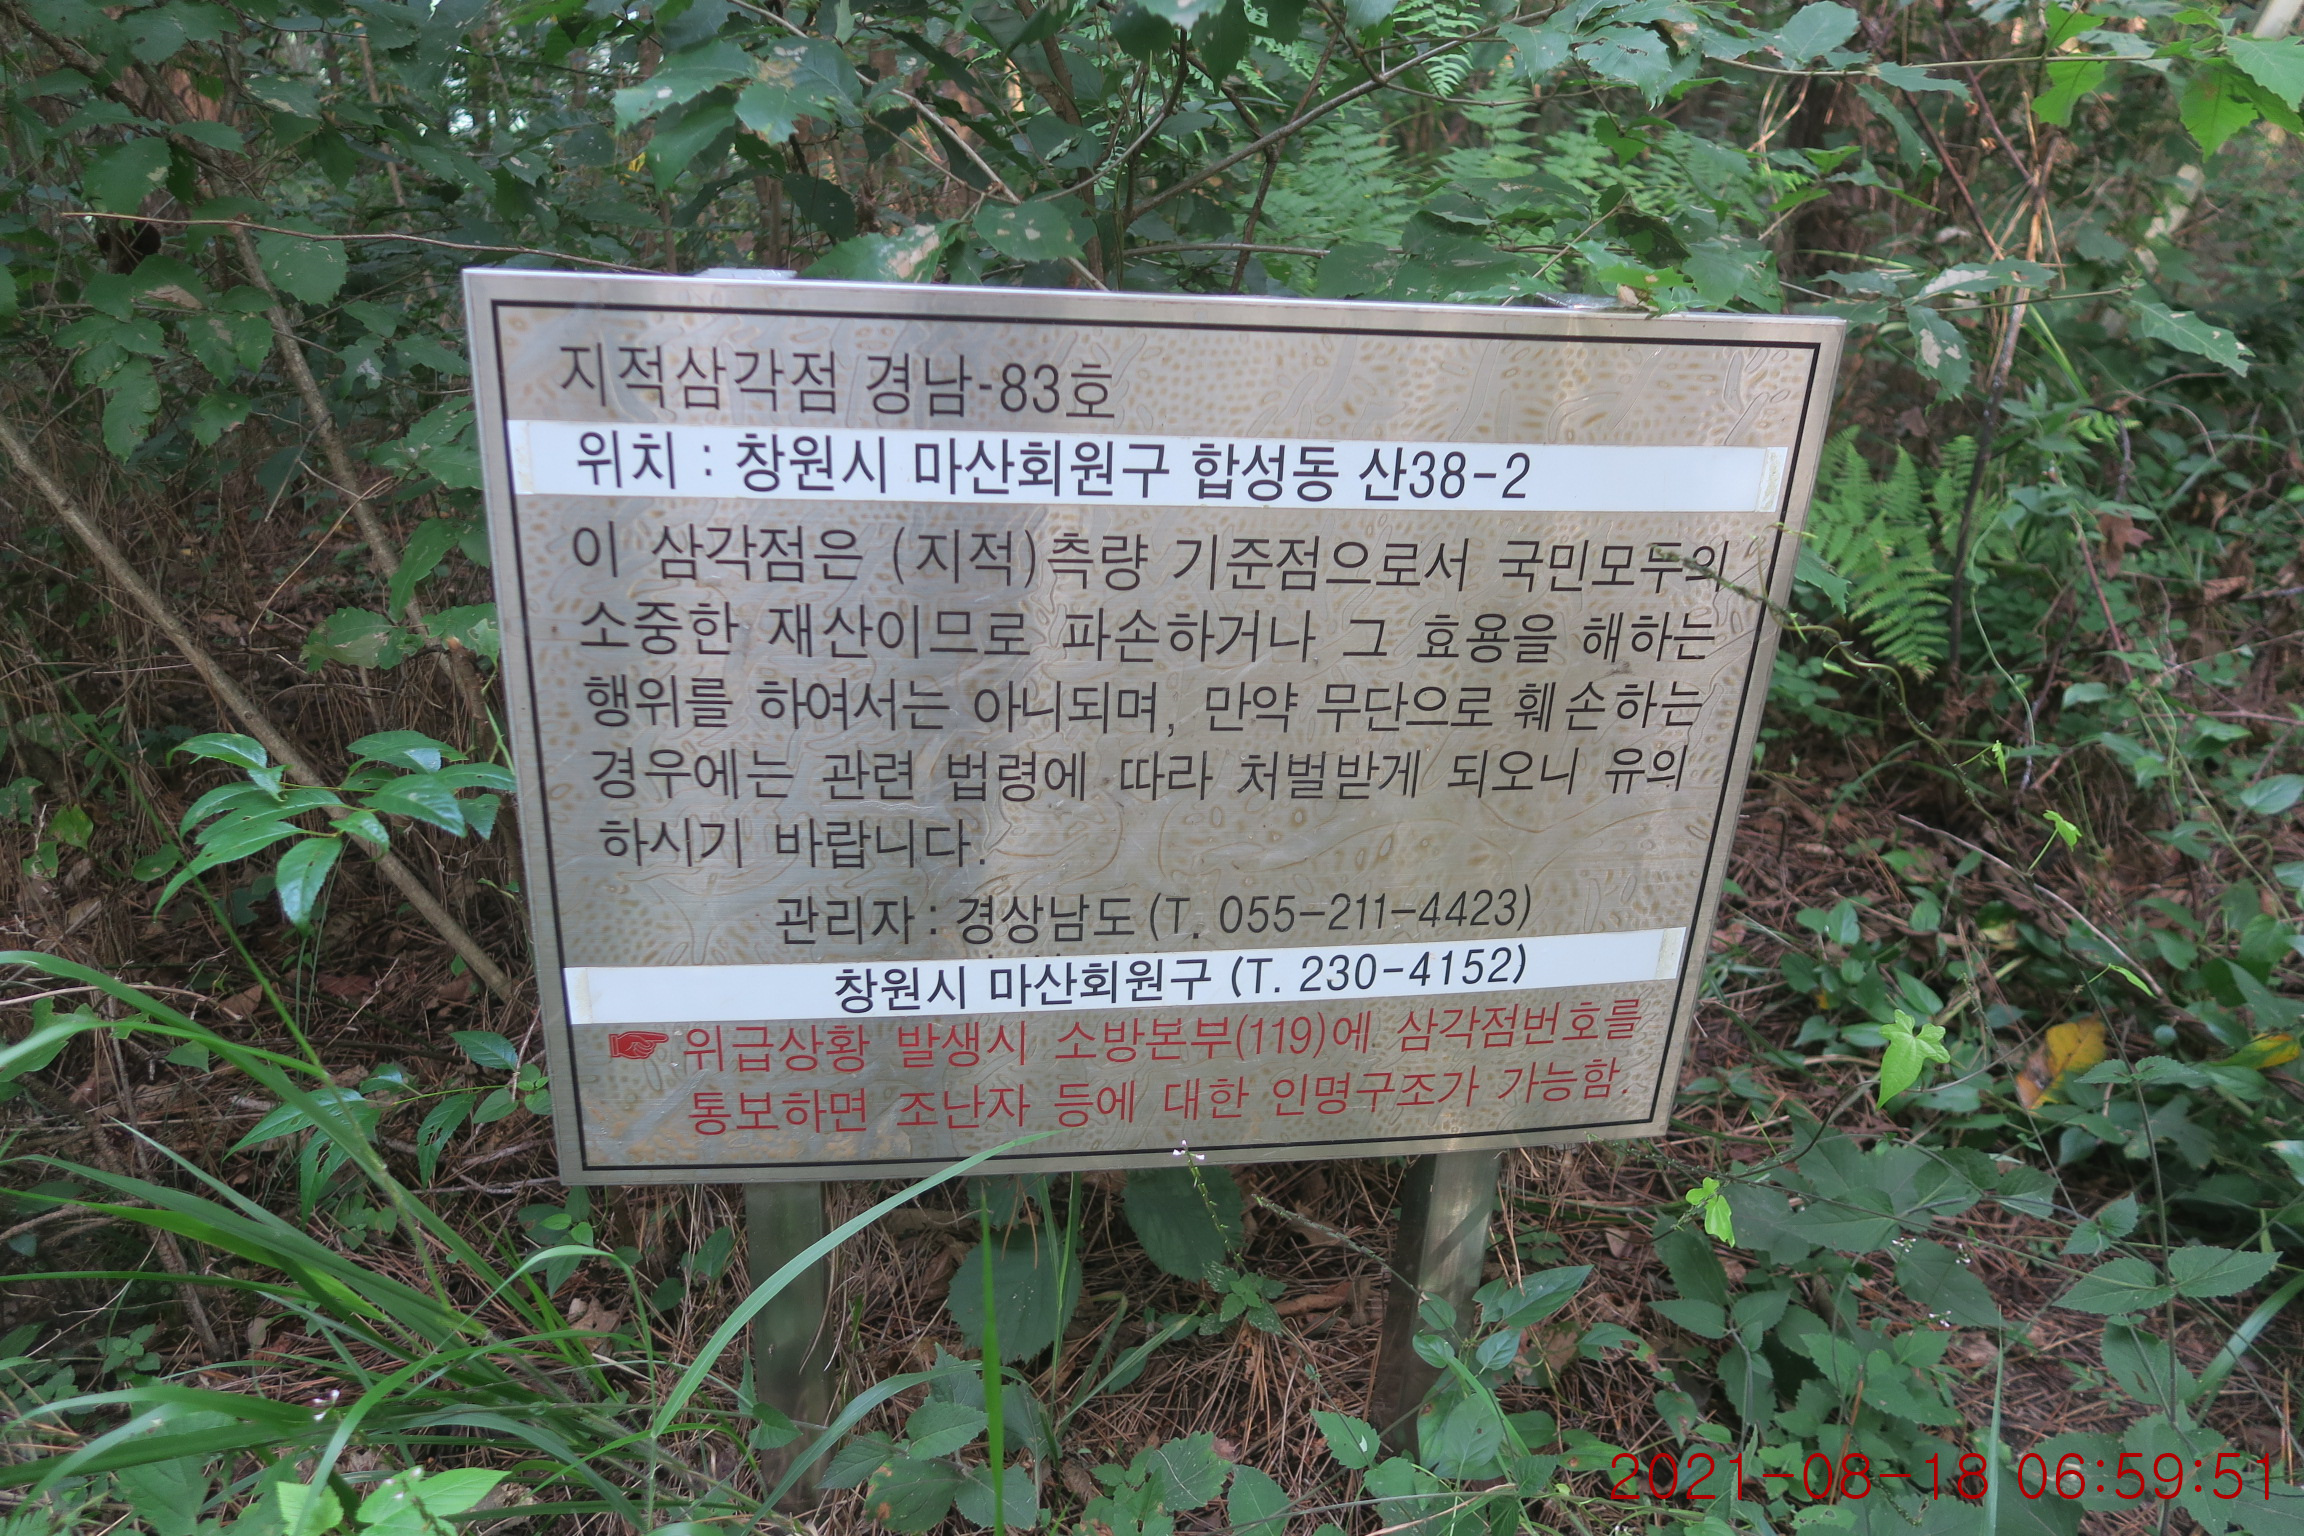 지적삼각점 경남-83호
위치 : 창원시 마산회원구 합성동 산38-2
이 삼각점은 (지적)측량 기준점으로서 국민모두의
소중한 재산이므로 파손하거나 그 효용을 해하는
행위를 하여서는 아니되며, 만약 무단으로 훼손하는
경우에는 관련 법령에 따라 처벌받게 되오니 유의
하시기 바랍니다.
관리자 : 경상남도 (T. 055-211-4423)
창원시 마산회원구 (T. 230-4152)
☞위급상황 발생시 소방본부(119)에 삼각점번호를
통보하면 조난자 등에 대한 인명구조가 가능함.
2021-08-18 06:59:51